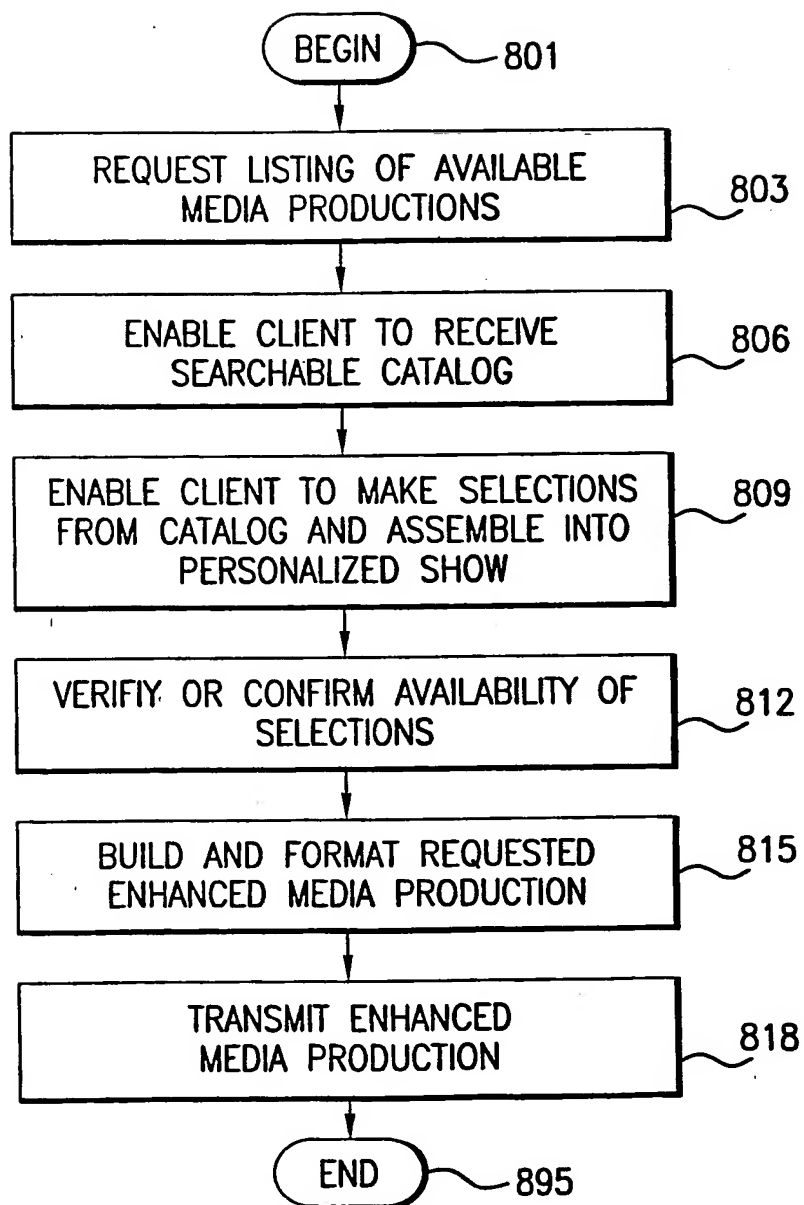 BEGIN
801
REQUEST LISTING OF AVAILABLE
MEDIA PRODUCTIONS
803
ENABLE CLIENT TO RECEIVE
SEARCHABLE CATALOG
806
ENABLE CLIENT TO MAKE SELECTIONS
FROM CATALOG AND ASSEMBLE INTO
PERSONALIZED SHOW
809
VERIFIY OR CONFIRM AVAILABILITY OF
SELECTIONS
812
BUILD AND FORMAT REQUESTED
ENHANCED MEDIA PRODUCTION
815
TRANSMIT ENHANCED
MEDIA PRODUCTION
818
END
895